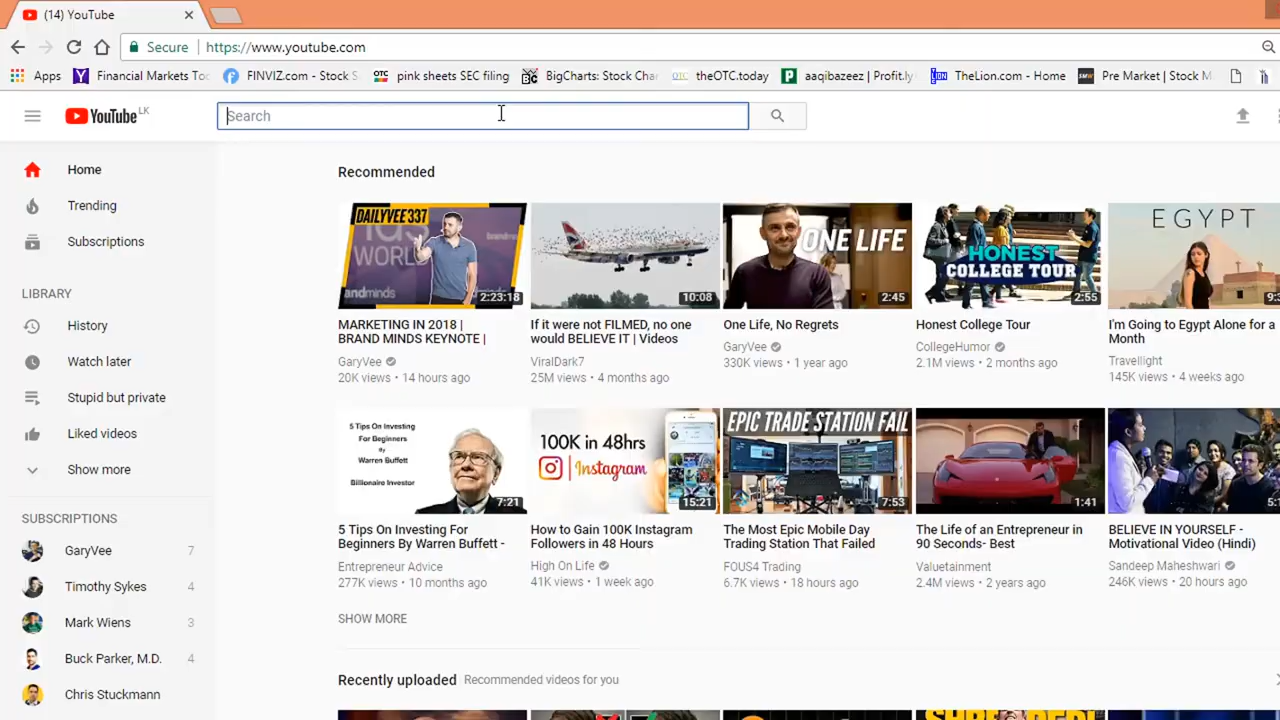 (14) YouTube
Secure https://www.youtube.com
Apps Financial Markets To FINVIZ.com - Stock S pink sheets SEC filing BigCharts: Stock Cha theOTC.today aaqibazeez | Profit.ly TheLion.com - Home Pre Market | Stock M
YouTube LK Search
Home
Trending
Subscriptions
LIBRARY
History
Watch later
Stupid but private
Liked videos
Show more
SUBSCRIPTIONS
GaryVee 7
Timothy Sykes 4
Mark Wiens 3
Buck Parker, M.D. 4
Chris Stuckmann
Recommended
DAILYVEE 337
WORL
andminds
2:23:18
MARKETING IN 2018 |
BRAND MINDS KEYNOTE |
GaryVee
20K views • 14 hours ago
10:08
If it were not FILMED, no one
would BELIEVE IT | Videos
ViralDark7
25M views • 4 months ago
ONE LIFE
2:45
One Life, No Regrets
GaryVee
330K views • 1 year ago
HONEST
COLLEGE TOUR
2:55
Honest College Tour
CollegeHumor
2.1M views • 2 months ago
EGYPT
I'm Going to Egypt Alone for a
Month
Travellight
145K views • 4 weeks ago
5 Tips On Investing
For Beginners
By
Warren Buffett
Billionaire Investor
7:21
5 Tips On Investing For
Beginners By Warren Buffett -
Entrepreneur Advice
277K views • 10 months ago
100K in 48hrs
Instagram
15:21
How to Gain 100K Instagram
Followers in 48 Hours
High On Life
41K views • 1 week ago
EPIC TRADE STATION FAIL
7:53
The Most Epic Mobile Day
Trading Station That Failed
FOUS4 Trading
6.7K views • 18 hours ago
1:41
The Life of an Entrepreneur in
90 Seconds- Best
Valuetainment
2.4M views • 2 years ago
BELIEVE IN YOURSELF -
Motivational Video (Hindi)
Sandeep Maheshwari
246K views • 20 hours ago
SHOW MORE
Recently uploaded Recommended videos for you